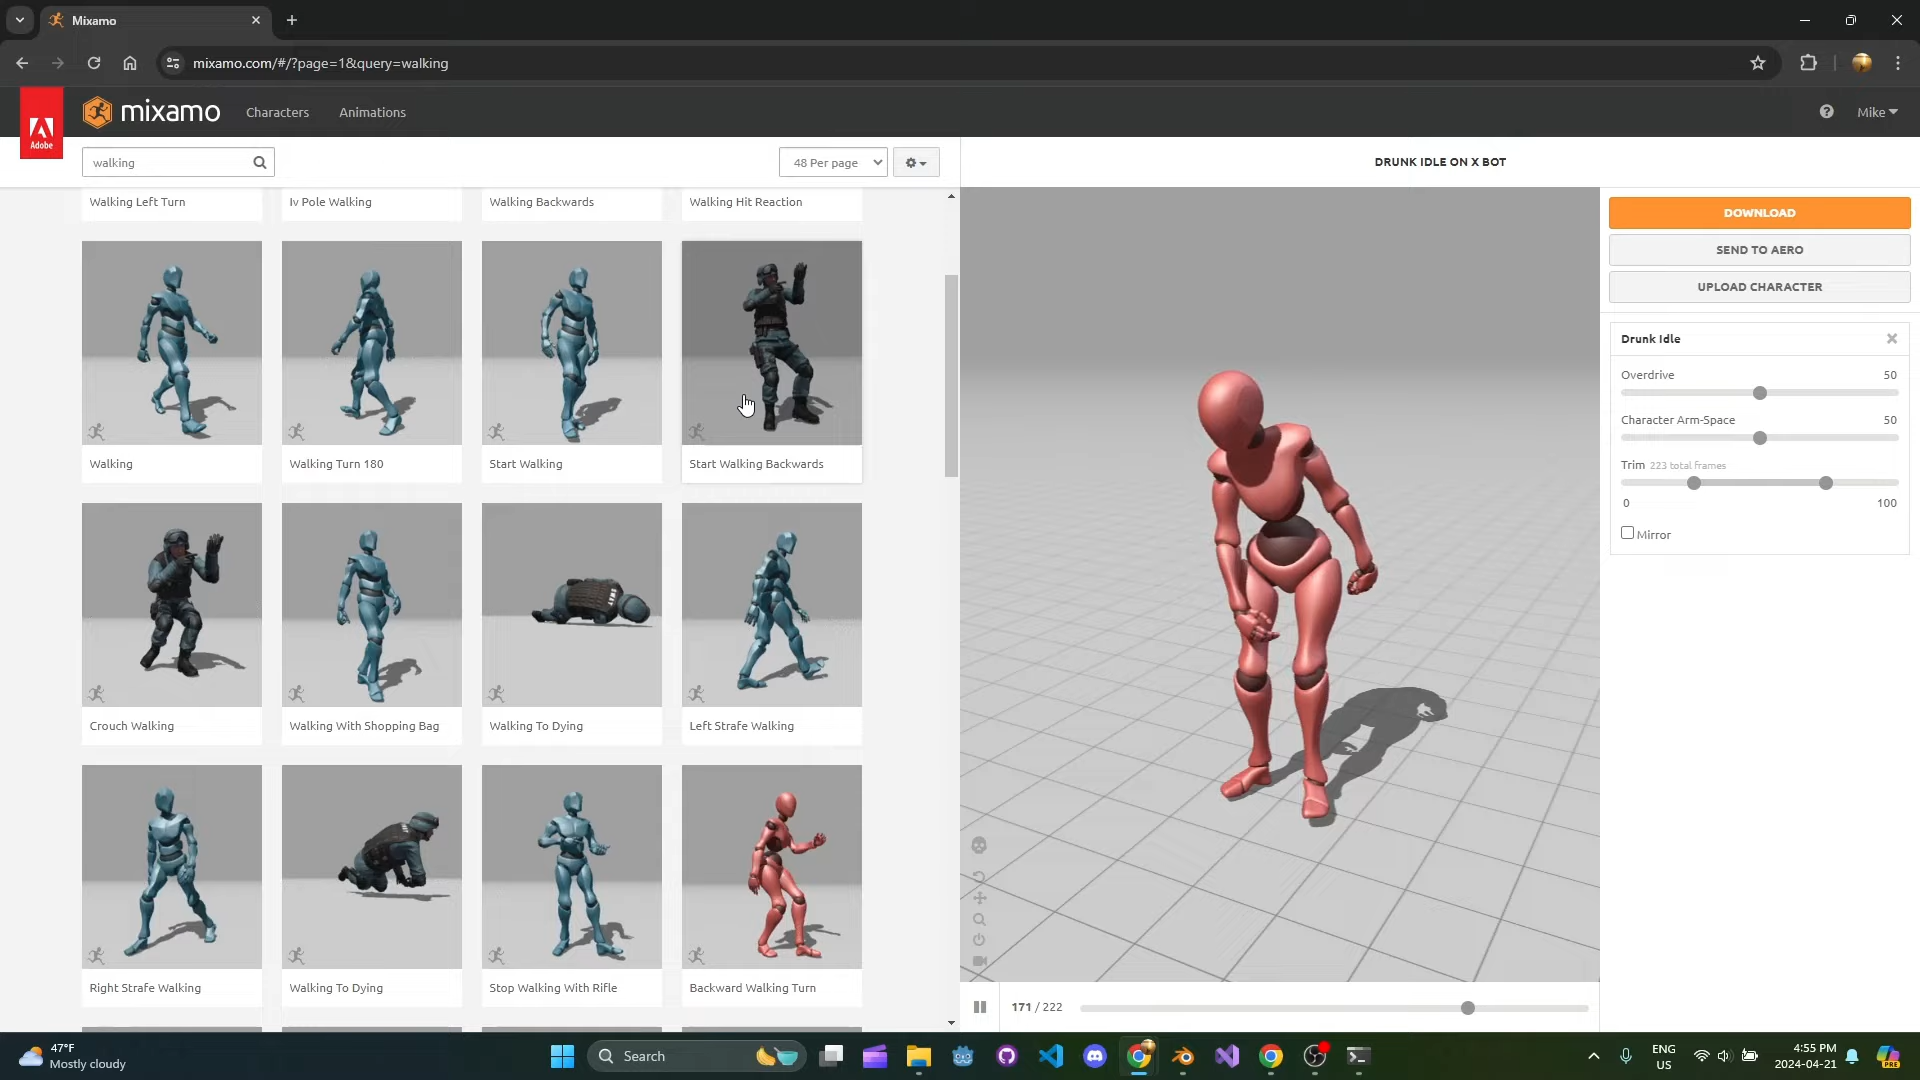 Mixamo
mixamo.com/#/?page=1&query=walking
Adobe
mixamo
Characters
Animations
Mike
walking
48 Per page
DRUNK IDLE ON X BOT
Walking Left Turn
Iv Pole Walking
Walking Backwards
Walking Hit Reaction
DOWNLOAD
SEND TO AERO
UPLOAD CHARACTER
Drunk Idle
Overdrive 50
Character Arm-Space 50
Trim 223 total frames
0 100
Mirror
Walking
Walking Turn 180
Start Walking
Start Walking Backwards
Crouch Walking
Walking With Shopping Bag
Walking To Dying
Left Strafe Walking
Right Strafe Walking
Walking To Dying
Stop Walking With Rifle
Backward Walking Turn
171 / 222
47°F
Mostly cloudy
Search
ENG
US
4:55 PM
2024-04-21
PRE